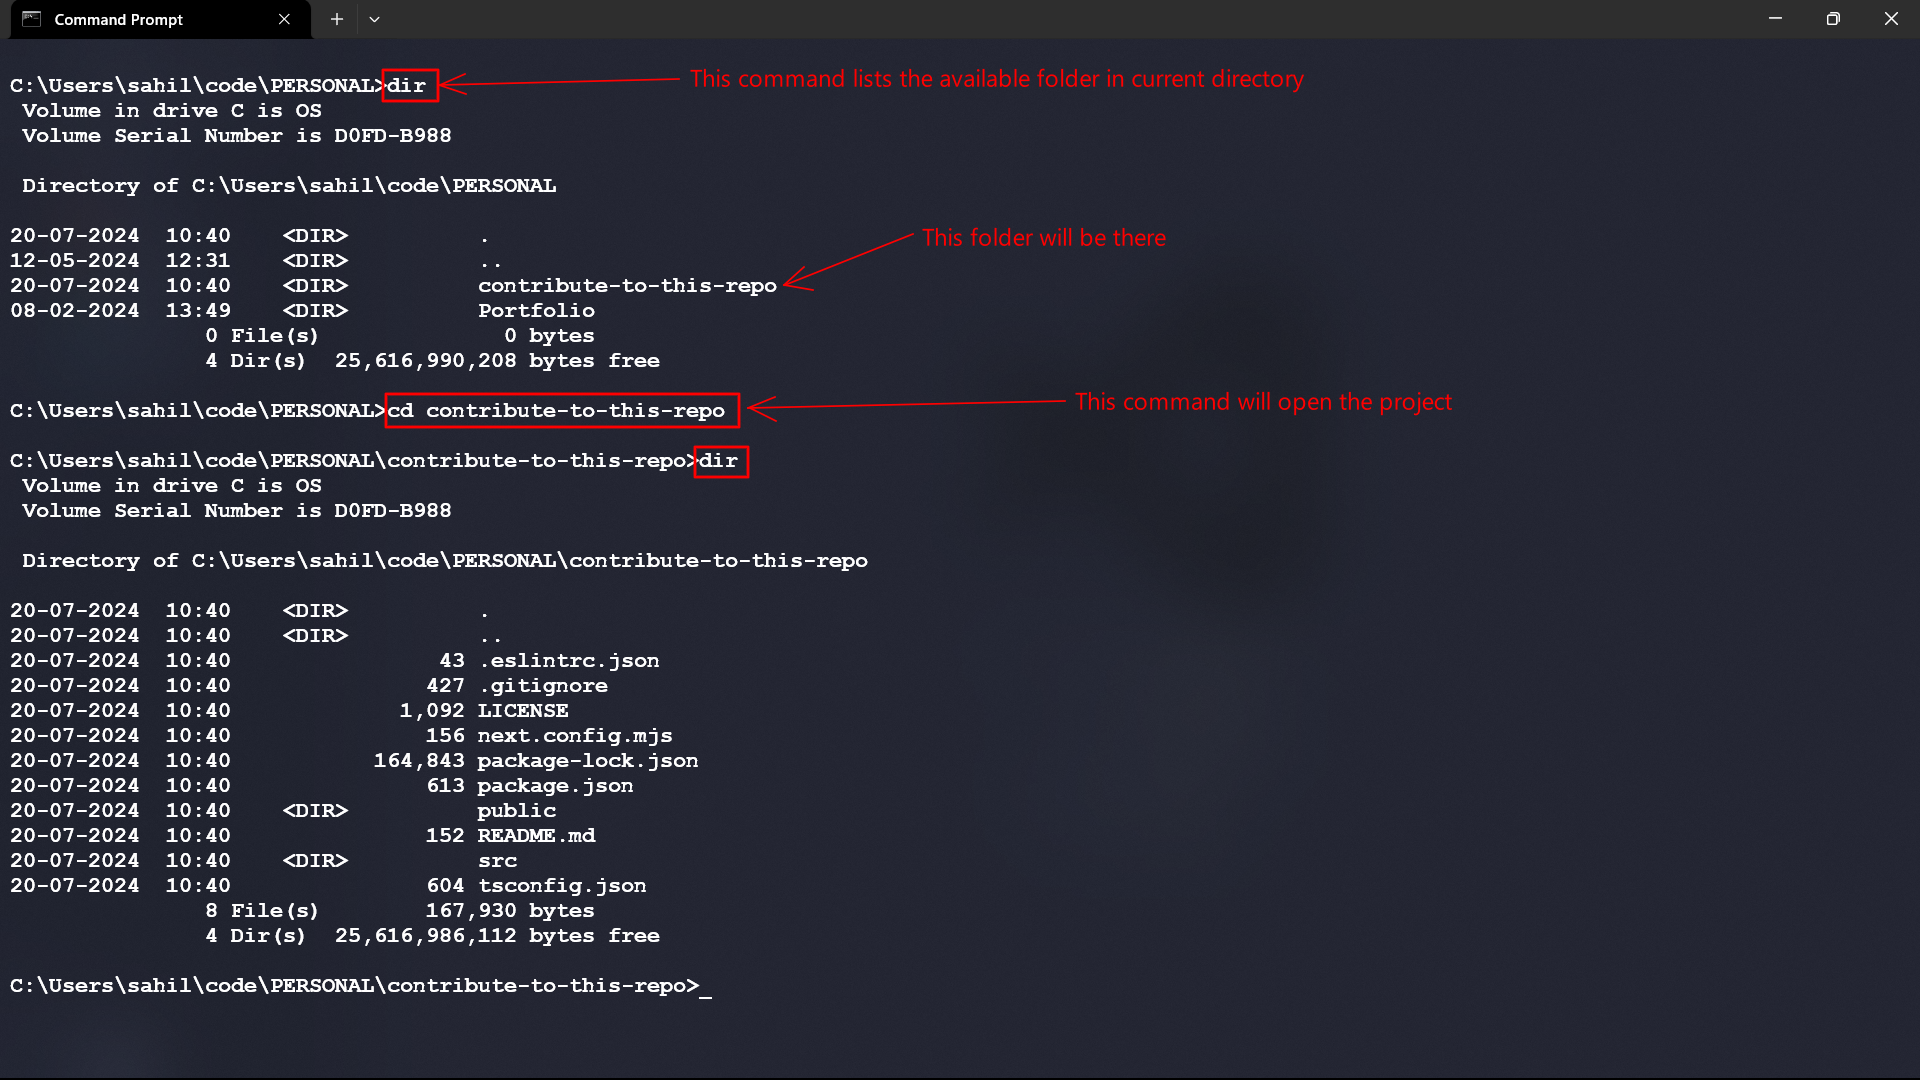 Command Prompt
C:\Users\sahil\code\PERSONAL>dir
This command lists the available folder in current directory
Volume in drive C is OS
Volume Serial Number is D0FD-B988
Directory of C:\Users\sahil\code\PERSONAL
20-07-2024  10:40    <DIR>          .
This folder will be there
12-05-2024  12:31    <DIR>          ..
20-07-2024  10:40    <DIR>          contribute-to-this-repo
08-02-2024  13:49    <DIR>          Portfolio
0 File(s)              0 bytes
4 Dir(s)  25,616,990,208 bytes free
C:\Users\sahil\code\PERSONAL>cd contribute-to-this-repo
This command will open the project
C:\Users\sahil\code\PERSONAL\contribute-to-this-repo>dir
Volume in drive C is OS
Volume Serial Number is D0FD-B988
Directory of C:\Users\sahil\code\PERSONAL\contribute-to-this-repo
20-07-2024  10:40    <DIR>          .
20-07-2024  10:40    <DIR>          ..
20-07-2024  10:40                43 .eslintrc.json
20-07-2024  10:40               427 .gitignore
20-07-2024  10:40             1,092 LICENSE
20-07-2024  10:40               156 next.config.mjs
20-07-2024  10:40           164,843 package-lock.json
20-07-2024  10:40               613 package.json
20-07-2024  10:40    <DIR>          public
20-07-2024  10:40               152 README.md
20-07-2024  10:40    <DIR>          src
20-07-2024  10:40               604 tsconfig.json
8 File(s)        167,930 bytes
4 Dir(s)  25,616,986,112 bytes free
C:\Users\sahil\code\PERSONAL\contribute-to-this-repo>_